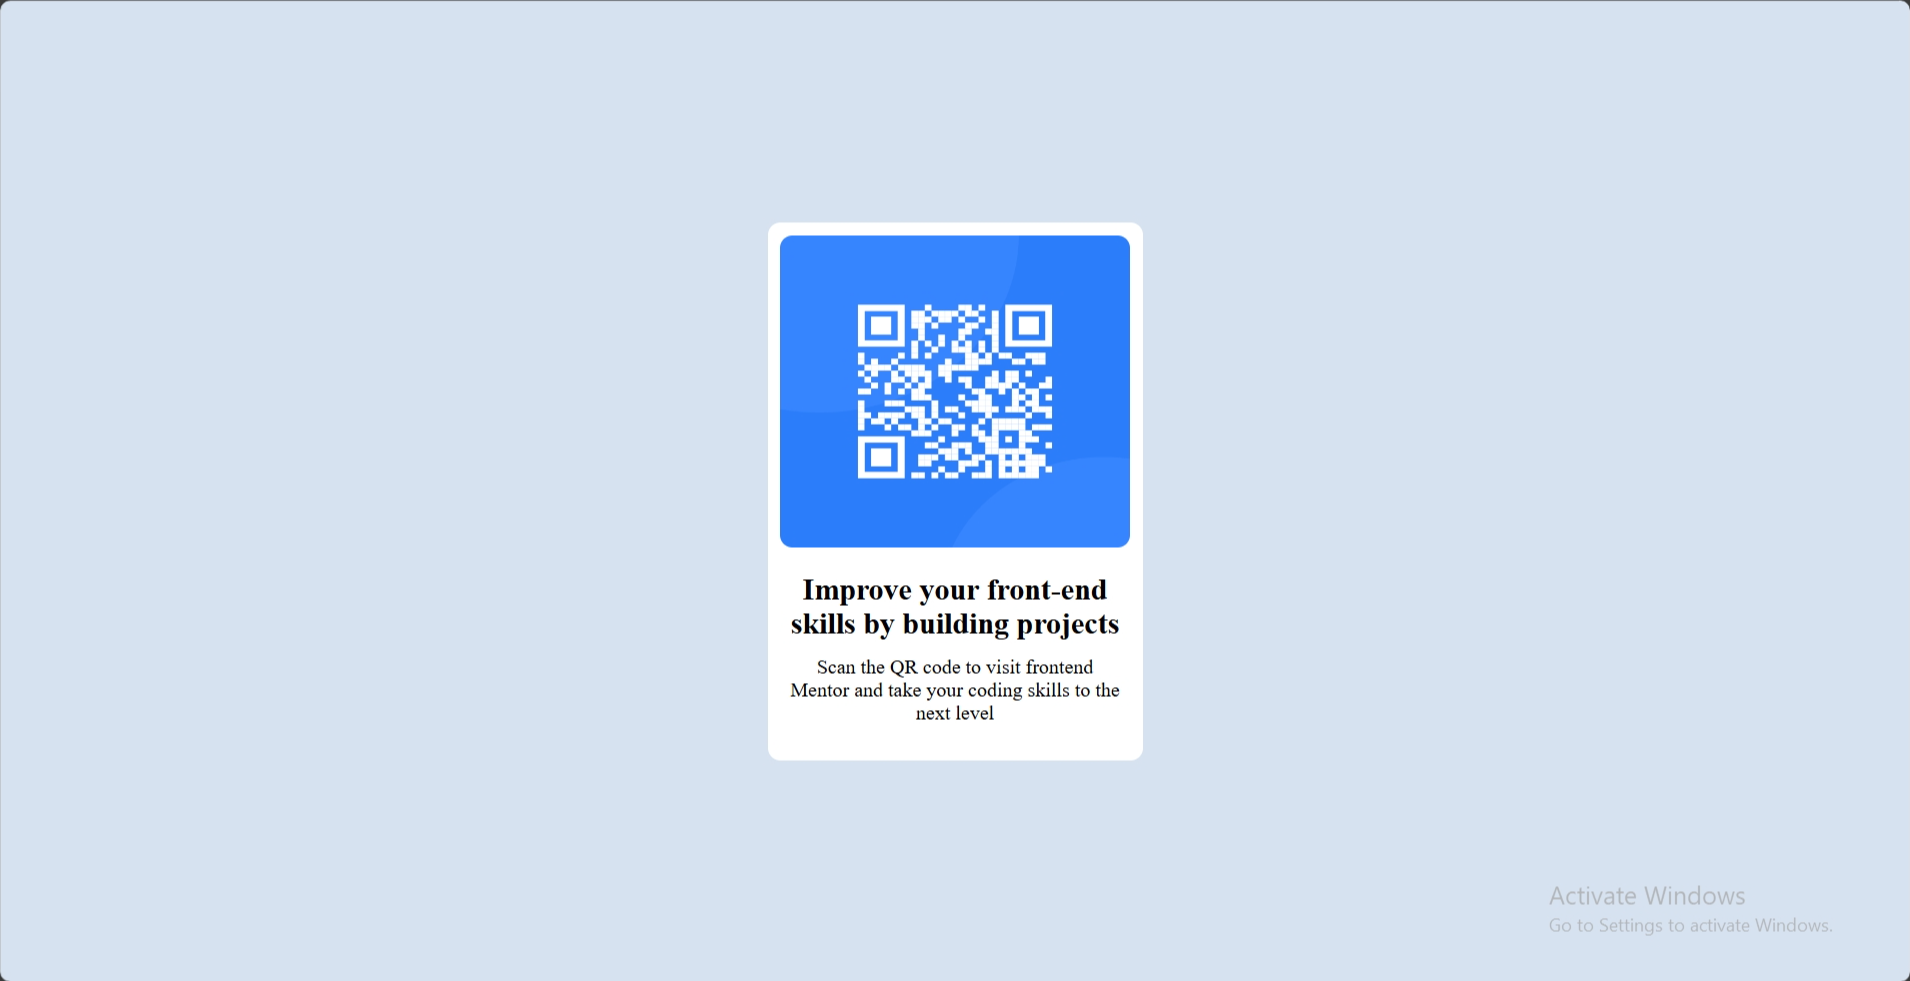 Improve your front-end
skills by building projects
Scan the QR code to visit frontend
Mentor and take your coding skills to the
next level
Activate Windows
Go to Settings to activate Windows.